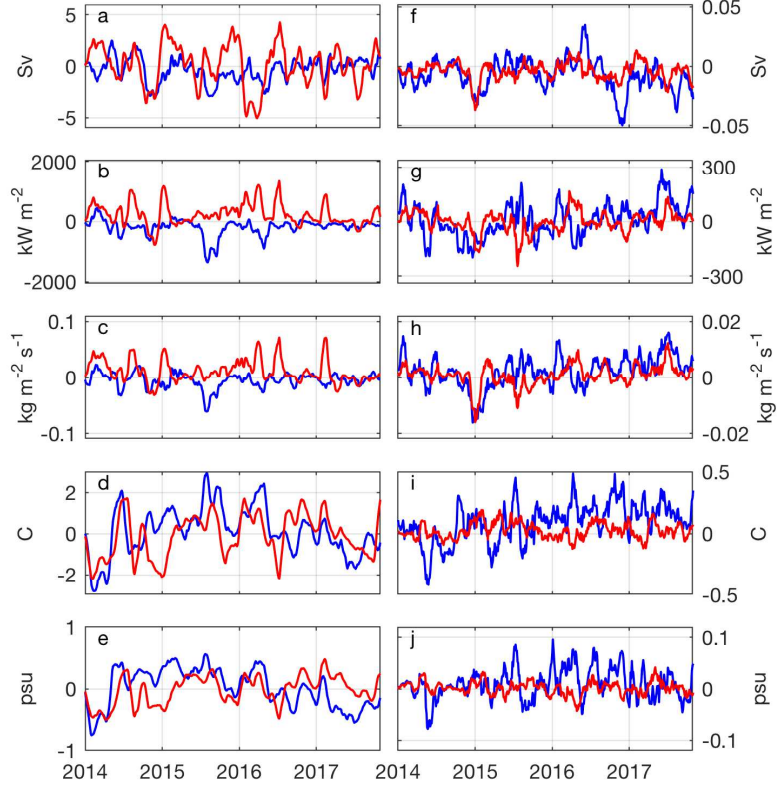 a
5
0
-5
Sv
f
0.05
0
-0.05
Sv
b
2000
0
-2000
kW m⁻²
g
300
0
-300
kW m⁻²
c
0.1
0
-0.1
kg m⁻² s⁻¹
h
0.02
0
-0.02
kg m⁻² s⁻¹
d
2
0
-2
C
i
0.5
0
-0.5
C
e
1
0
-1
psu
j
0.1
0
-0.1
psu
2014 2015 2016 2017 2014 2015 2016 2017